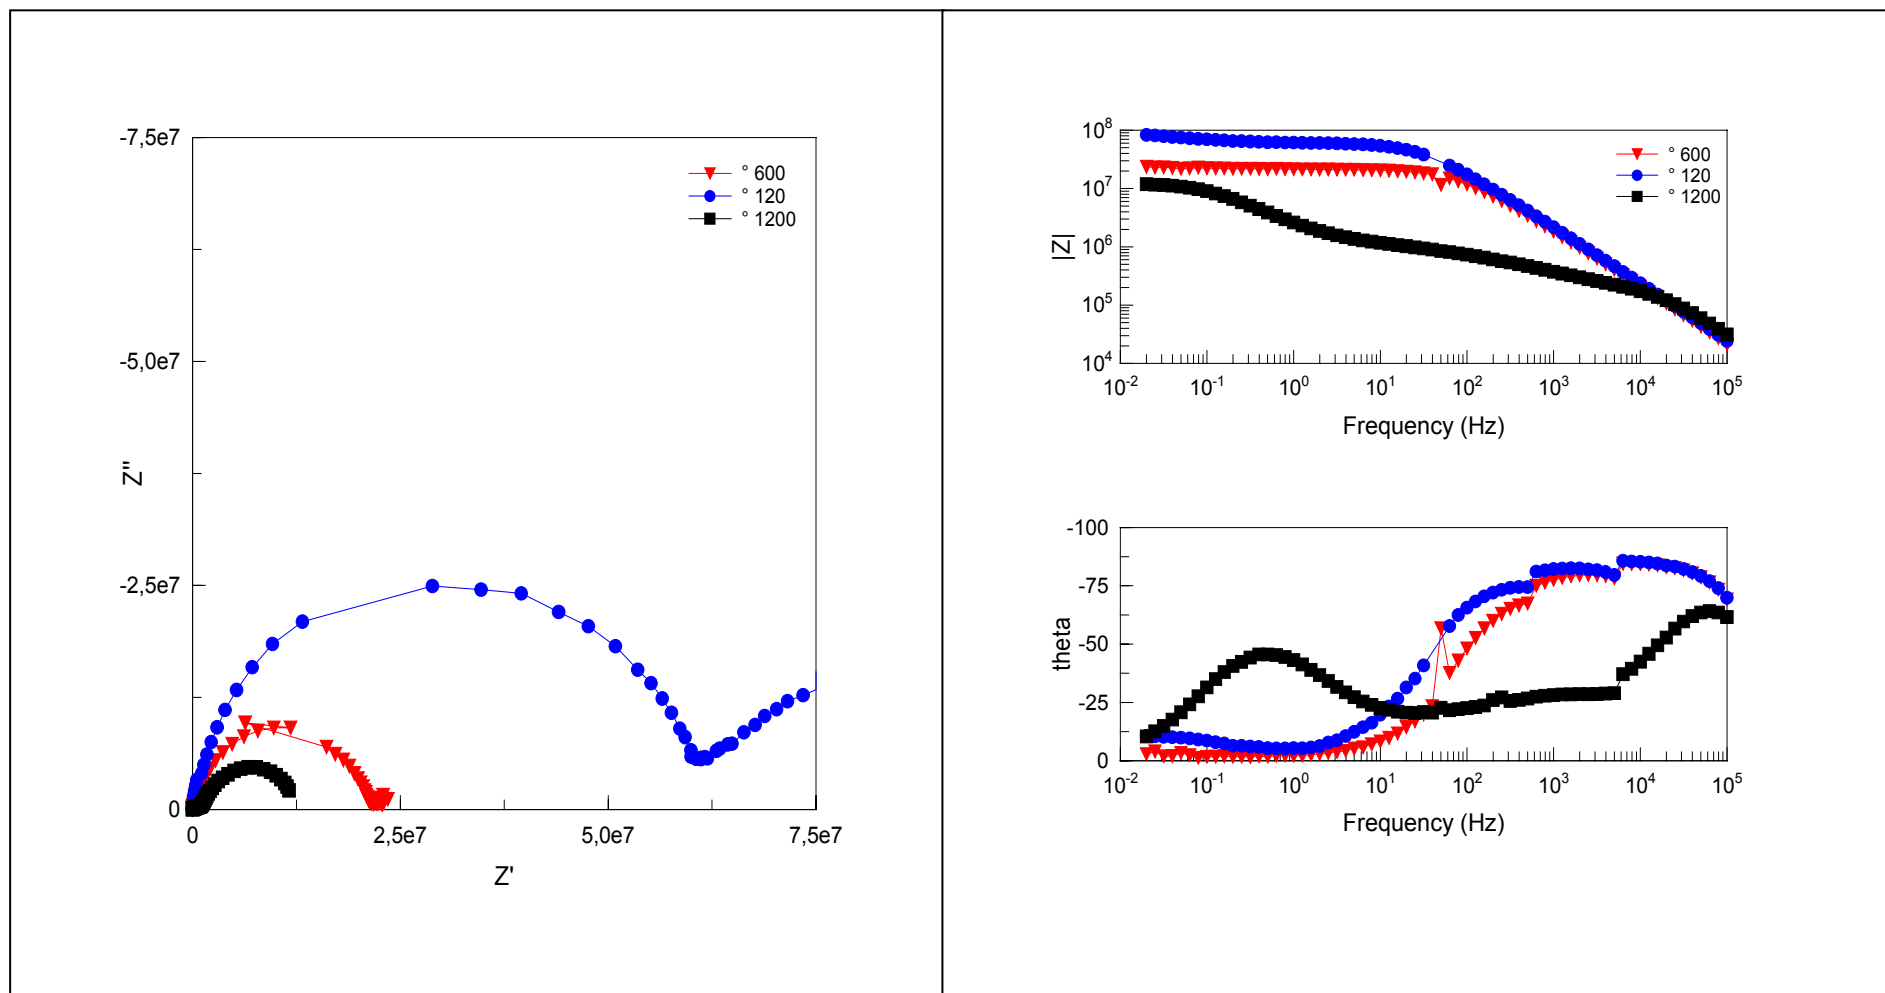 -7,5e7
° 600
° 120
° 1200
-5,0e7
Z''
-2,5e7
0
0
2,5e7
5,0e7
7,5e7
Z'
10^8
10^7
10^6
10^5
10^4
|Z|
° 600
° 120
° 1200
10^-2
10^-1
10^0
10^1
10^2
10^3
10^4
10^5
Frequency (Hz)
-100
-75
-50
-25
0
theta
10^-2
10^-1
10^0
10^1
10^2
10^3
10^4
10^5
Frequency (Hz)